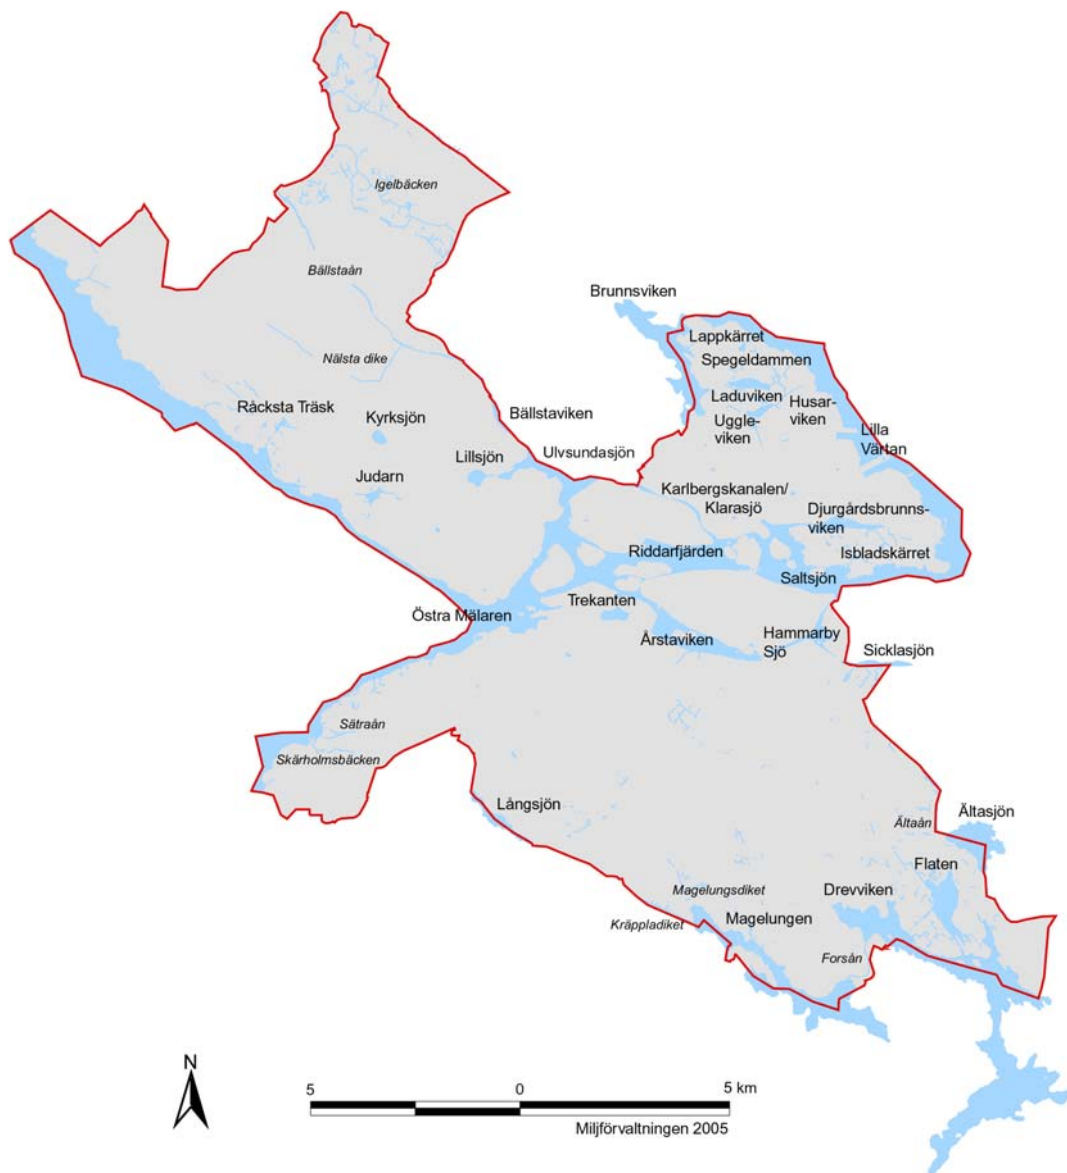 Igelbäcken
Bällstaån
Brunnsviken
Lappkärret
Spegeldammen
Nälsta dike
Laduviken
Husar-
viken
Råcksta Träsk
Kyrksjön
Bällstaviken
Uggle-
viken
Lilla
Värtan
Lillsjön
Ulvsundasjön
Judarn
Karlbergskanalen/
Klarasjö
Djurgårdsbrunns-
viken
Riddarfjärden
Isbladskärret
Saltsjön
Trekanten
Östra Mälaren
Årstaviken
Hammarby
Sjö
Sicklasjön
Sätraån
Skärholmsbäcken
Långsjön
Ältaån
Ältasjön
Flaten
Magelungsdiket
Drevviken
Kräppladiket
Magelungen
Forsån
N
5 0 5 km
Miljförvaltningen 2005